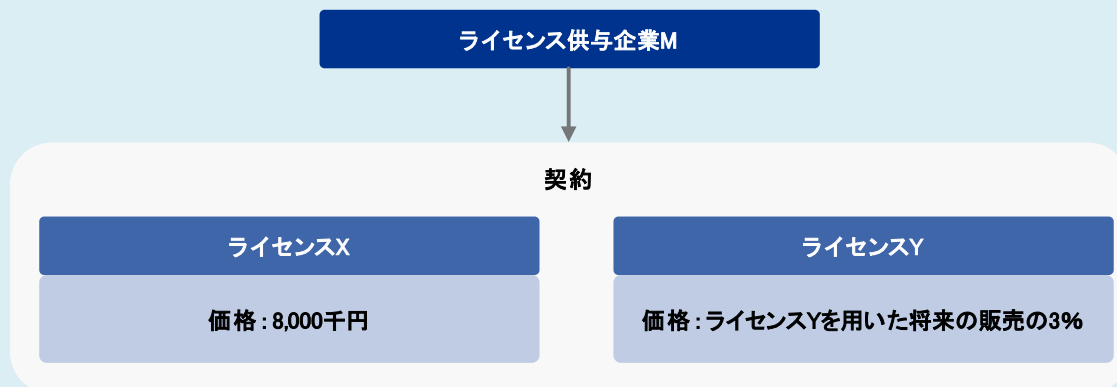 ライセンス供与企業M
契約
ライセンスX
ライセンスY
価格：8,000千円
価格：ライセンスYを用いた将来の販売の3%